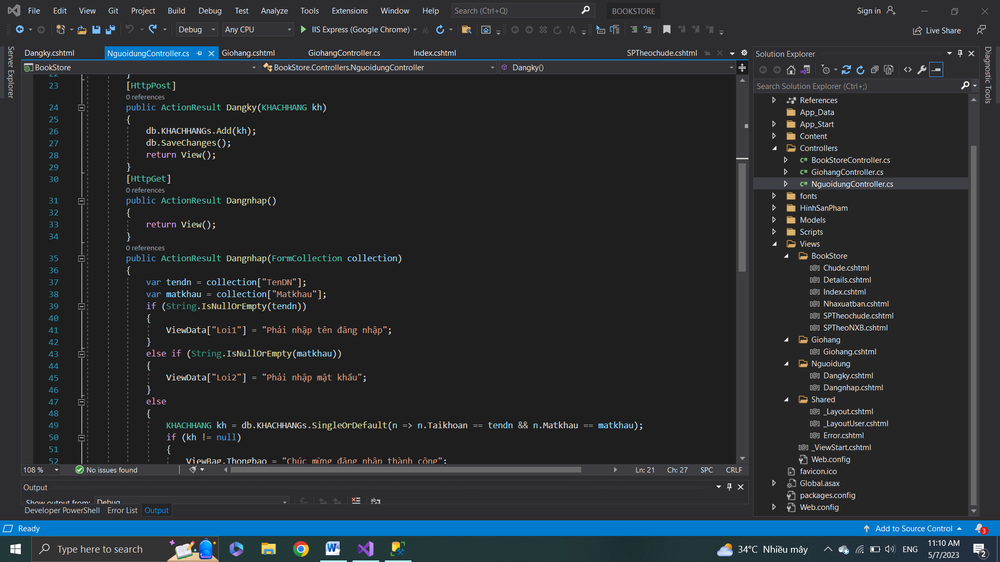 File Edit View Git Project Build Debug Test Analyze Tools Extensions Window Help Search (Ctrl+Q) BOOKSTORE Sign in
Debug Any CPU IIS Express (Google Chrome) Live Share
Server Explorer
Dangky.cshtml NguoidungController.cs Giohang.cshtml GiohangController.cs Index.cshtml SPTheochude.cshtml
BookStore BookStore.Controllers.NguoidungController Dangky()
22 }
23 [HttpPost]
0 references
24 public ActionResult Dangky(KHACHHANG kh)
25 {
26 db.KHACHHANGs.Add(kh);
27 db.SaveChanges();
28 return View();
29 }
30 [HttpGet]
0 references
31 public ActionResult Dangnhap()
32 {
33 return View();
34 }
0 references
35 public ActionResult Dangnhap(FormCollection collection)
36 {
37 var tendn = collection["TenDN"];
38 var matkhau = collection["Matkhau"];
39 if (String.IsNullOrEmpty(tendn))
40 {
41 ViewData["Loi1"] = "Phải nhập tên đăng nhập";
42 }
43 else if (String.IsNullOrEmpty(matkhau))
44 {
45 ViewData["Loi2"] = "Phải nhập mật khẩu";
46 }
47 else
48 {
49 KHACHHANG kh = db.KHACHHANGs.SingleOrDefault(n => n.Taikhoan == tendn && n.Matkhau == matkhau);
50 if (kh != null)
51 {
52 ViewBag.Thongbao = "Chúc mừng đăng nhập thành công";
108 % No issues found Ln: 21 Ch: 27 SPC CRLF
Output
Show output from: Debug
Developer PowerShell Error List Output
Solution Explorer
Search Solution Explorer (Ctrl+;)
References
App_Data
App_Start
Content
Controllers
C# BookStoreController.cs
C# GiohangController.cs
C# NguoidungController.cs
fonts
HinhSanPham
Models
Scripts
Views
BookStore
[@] Chude.cshtml
[@] Details.cshtml
[@] Index.cshtml
[@] Nhaxuatban.cshtml
[@] SPTheochude.cshtml
[@] SPTheoNXB.cshtml
Giohang
[@] Giohang.cshtml
Nguoidung
[@] Dangky.cshtml
[@] Dangnhap.cshtml
Shared
[@] _Layout.cshtml
[@] _LayoutUser.cshtml
[@] Error.cshtml
[@] _ViewStart.cshtml
Web.config
favicon.ico
Global.asax
packages.config
Web.config
Diagnostic Tools
Ready Add to Source Control 3
Type here to search 34°C Nhiều mây ENG 11:10 AM
5/7/2023 2